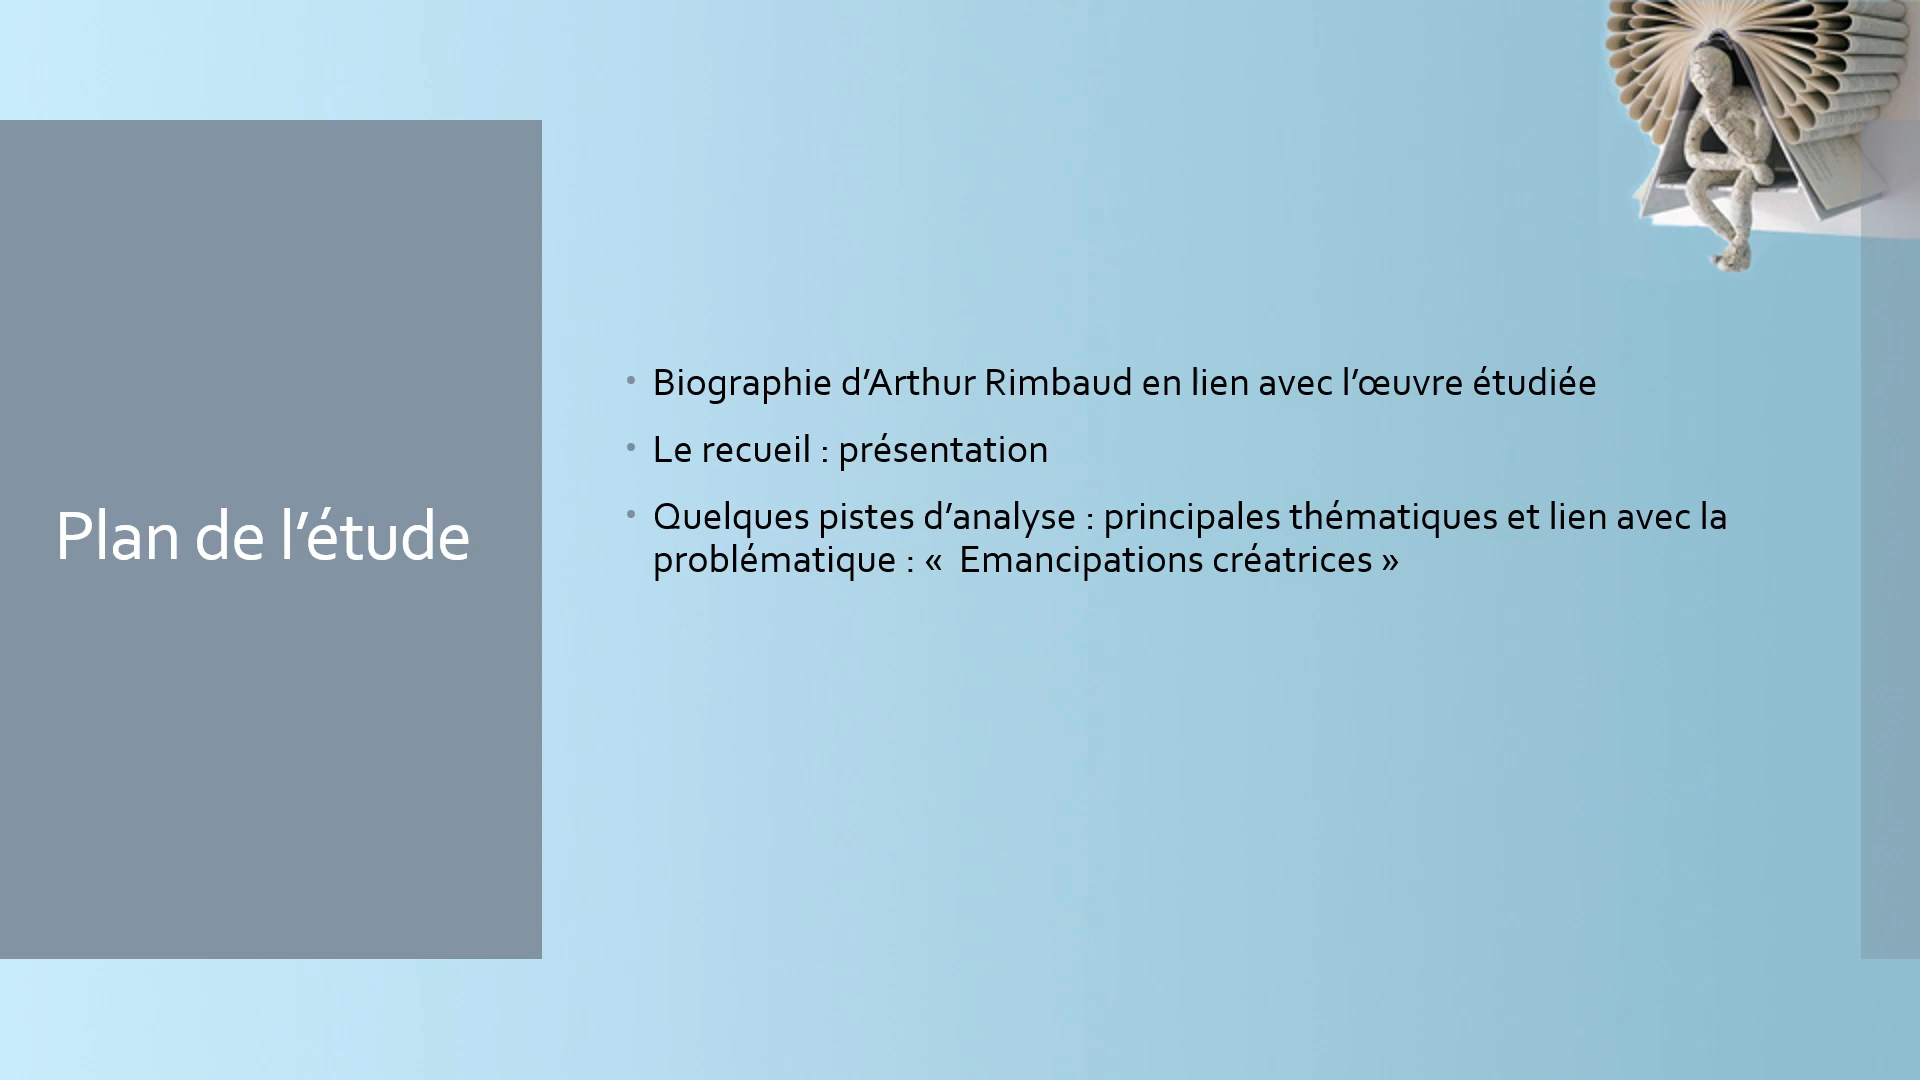 Plan de l’étude
• Biographie d’Arthur Rimbaud en lien avec l’œuvre étudiée
• Le recueil : présentation
• Quelques pistes d’analyse : principales thématiques et lien avec la
problématique : «  Emancipations créatrices »